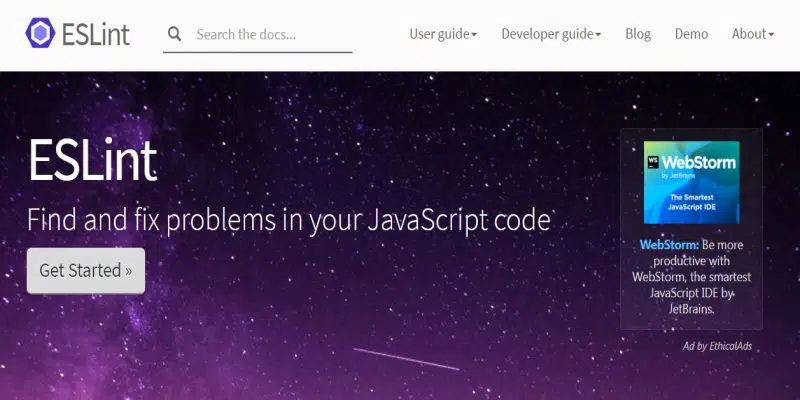 ESLint
Search the docs...
User guide
Developer guide
Blog
Demo
About
ESLint
Find and fix problems in your JavaScript code
Get Started »
WS WebStorm
by JetBrains
The Smartest
JavaScript IDE
WebStorm: Be more
productive with
WebStorm, the smartest
JavaScript IDE by
JetBrains.
Ad by EthicalAds